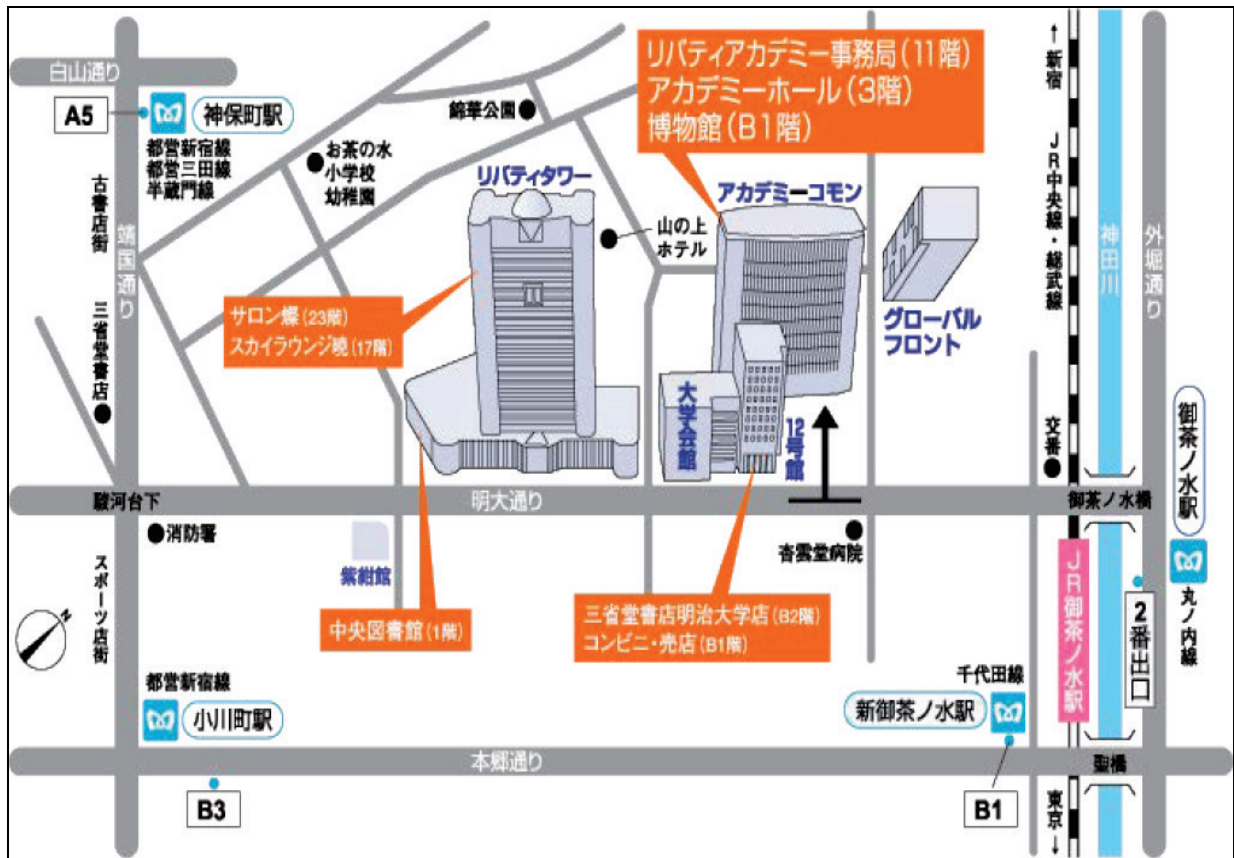 白山通り
A5
神保町駅
都営新宿線
都営三田線
半蔵門線
古書店街
靖国通り
三省堂書店
錦華公園
お茶の水
小学校
幼稚園
リバティタワー
山の上
ホテル
リバティアカデミー事務局(11階)
アカデミーホール(3階)
博物館(B1階)
アカデミーコモン
グローバル
フロント
↑新宿
JR中央線・総武線
神田川
外堀通り
サロン燦(23階)
スカイラウンジ暁(17階)
大学会館
12号館
交番
御茶ノ水駅
丸ノ内線
2番出口
駿河台下
明大通り
御茶ノ水橋
消防署
紫紺館
杏雲堂病院
スポーツ店街
N
中央図書館(1階)
三省堂書店明治大学店(B2階)
コンビニ・売店(B1階)
JR御茶ノ水駅
都営新宿線
小川町駅
千代田線
新御茶ノ水駅
本郷通り
聖橋
B3
B1
東京↓